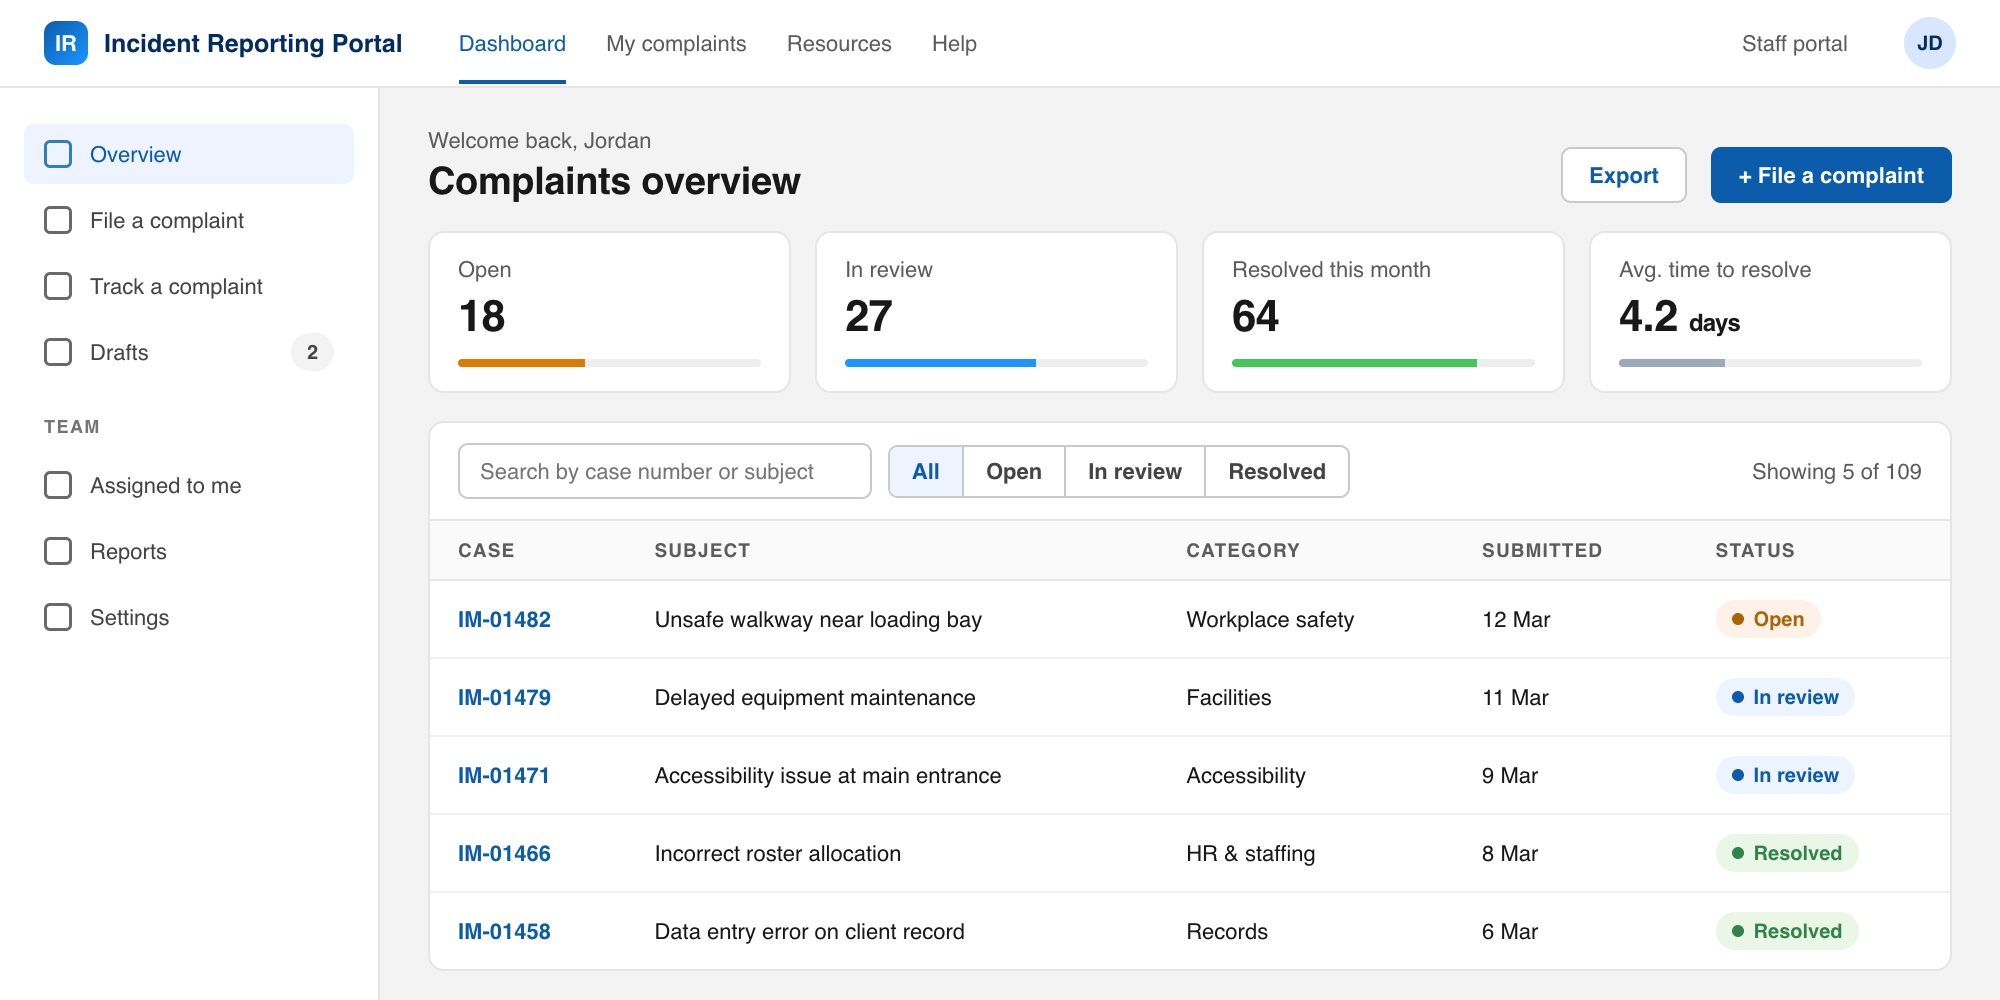 IR Incident Reporting Portal Dashboard My complaints Resources Help Staff portal JD
Overview
File a complaint
Track a complaint
Drafts 2
TEAM
Assigned to me
Reports
Settings
Welcome back, Jordan
Complaints overview
Export + File a complaint
Open
18
In review
27
Resolved this month
64
Avg. time to resolve
4.2 days
Search by case number or subject All Open In review Resolved Showing 5 of 109
CASE SUBJECT CATEGORY SUBMITTED STATUS
IM-01482 Unsafe walkway near loading bay Workplace safety 12 Mar Open
IM-01479 Delayed equipment maintenance Facilities 11 Mar In review
IM-01471 Accessibility issue at main entrance Accessibility 9 Mar In review
IM-01466 Incorrect roster allocation HR & staffing 8 Mar Resolved
IM-01458 Data entry error on client record Records 6 Mar Resolved